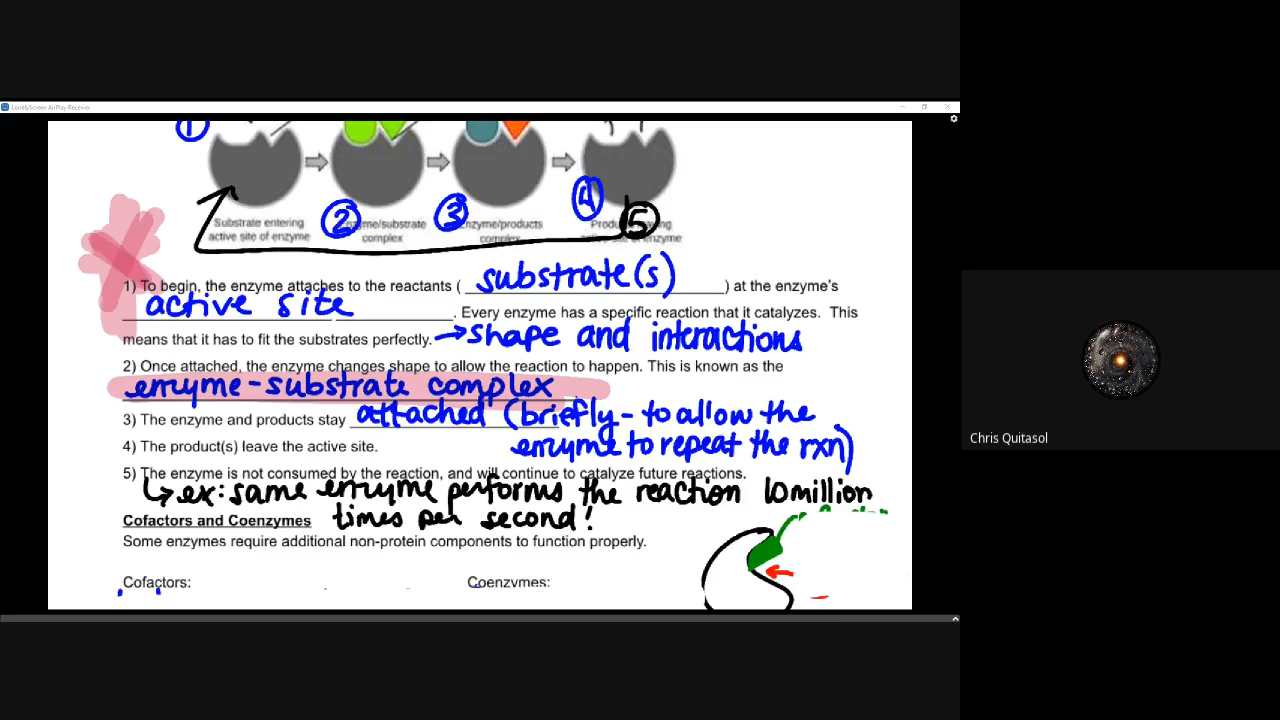 LonelyScreen AirPlay Receiver
1
Substrate entering
active site of enzyme
2
/substrate
complex
3
Enzyme/products
complex
4
5
1) To begin, the enzyme attaches to the reactants ( substrate(s) ) at the enzyme's
active site . Every enzyme has a specific reaction that it catalyzes. This
means that it has to fit the substrates perfectly. → shape and interactions
2) Once attached, the enzyme changes shape to allow the reaction to happen. This is known as the
enzyme-substrate complex
3) The enzyme and products stay attached (briefly - to allow the
enzyme to repeat the rxn)
4) The product(s) leave the active site.
5) The enzyme is not consumed by the reaction, and will continue to catalyze future reactions.
↳ ex: same enzyme performs the reaction 10 million
times per second!
Cofactors and Coenzymes
Some enzymes require additional non-protein components to function properly.
Cofactors: Coenzymes:
Chris Quitasol